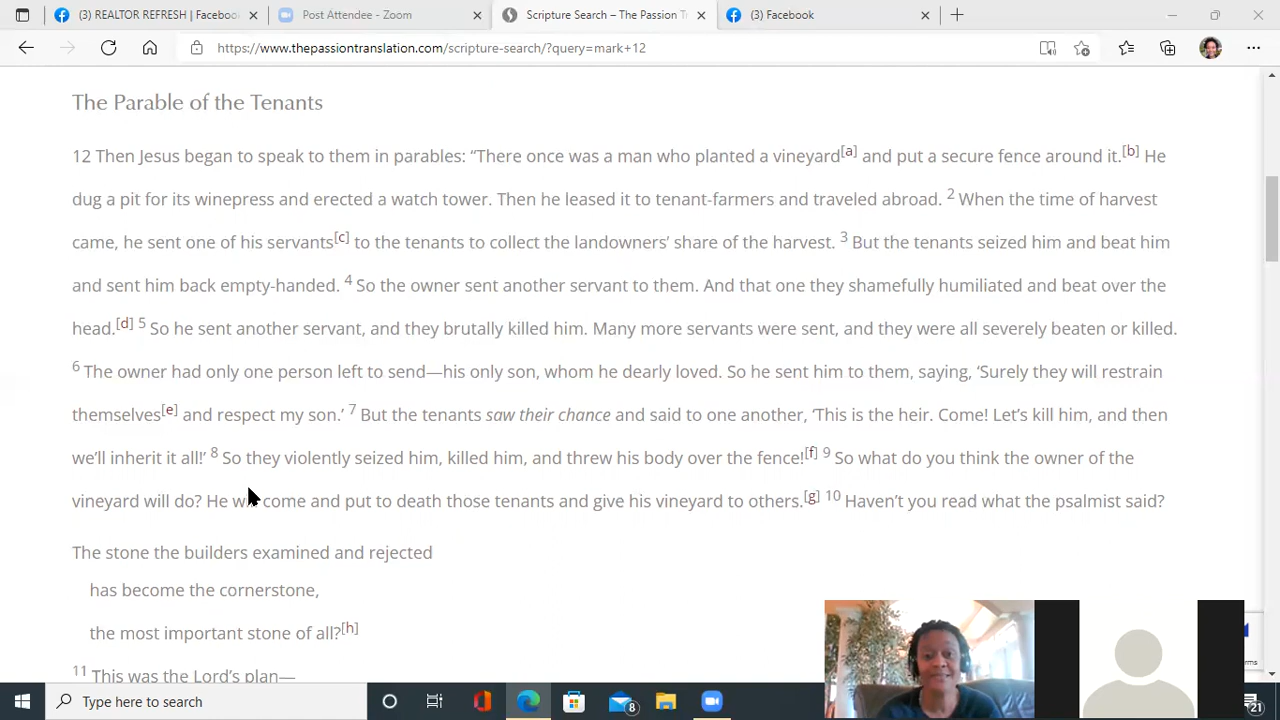 (3) REALTOR REFRESH | Facebook
Post Attendee - Zoom
Scripture Search – The Passion Tr
(3) Facebook
https://www.thepassiontranslation.com/scripture-search/?query=mark+12
The Parable of the Tenants
12 Then Jesus began to speak to them in parables: “There once was a man who planted a vineyard[a] and put a secure fence around it.[b] He
dug a pit for its winepress and erected a watch tower. Then he leased it to tenant-farmers and traveled abroad. 2 When the time of harvest
came, he sent one of his servants[c] to the tenants to collect the landowners’ share of the harvest. 3 But the tenants seized him and beat him
and sent him back empty-handed. 4 So the owner sent another servant to them. And that one they shamefully humiliated and beat over the
head.[d] 5 So he sent another servant, and they brutally killed him. Many more servants were sent, and they were all severely beaten or killed.
6 The owner had only one person left to send—his only son, whom he dearly loved. So he sent him to them, saying, ‘Surely they will restrain
themselves[e] and respect my son.’ 7 But the tenants saw their chance and said to one another, ‘This is the heir. Come! Let’s kill him, and then
we’ll inherit it all!’ 8 So they violently seized him, killed him, and threw his body over the fence![f] 9 So what do you think the owner of the
vineyard will do? He come and put to death those tenants and give his vineyard to others.[g] 10 Haven’t you read what the psalmist said?
The stone the builders examined and rejected
has become the cornerstone,
the most important stone of all?[h]
11 This was the Lord’s plan—
Type here to search
8
21